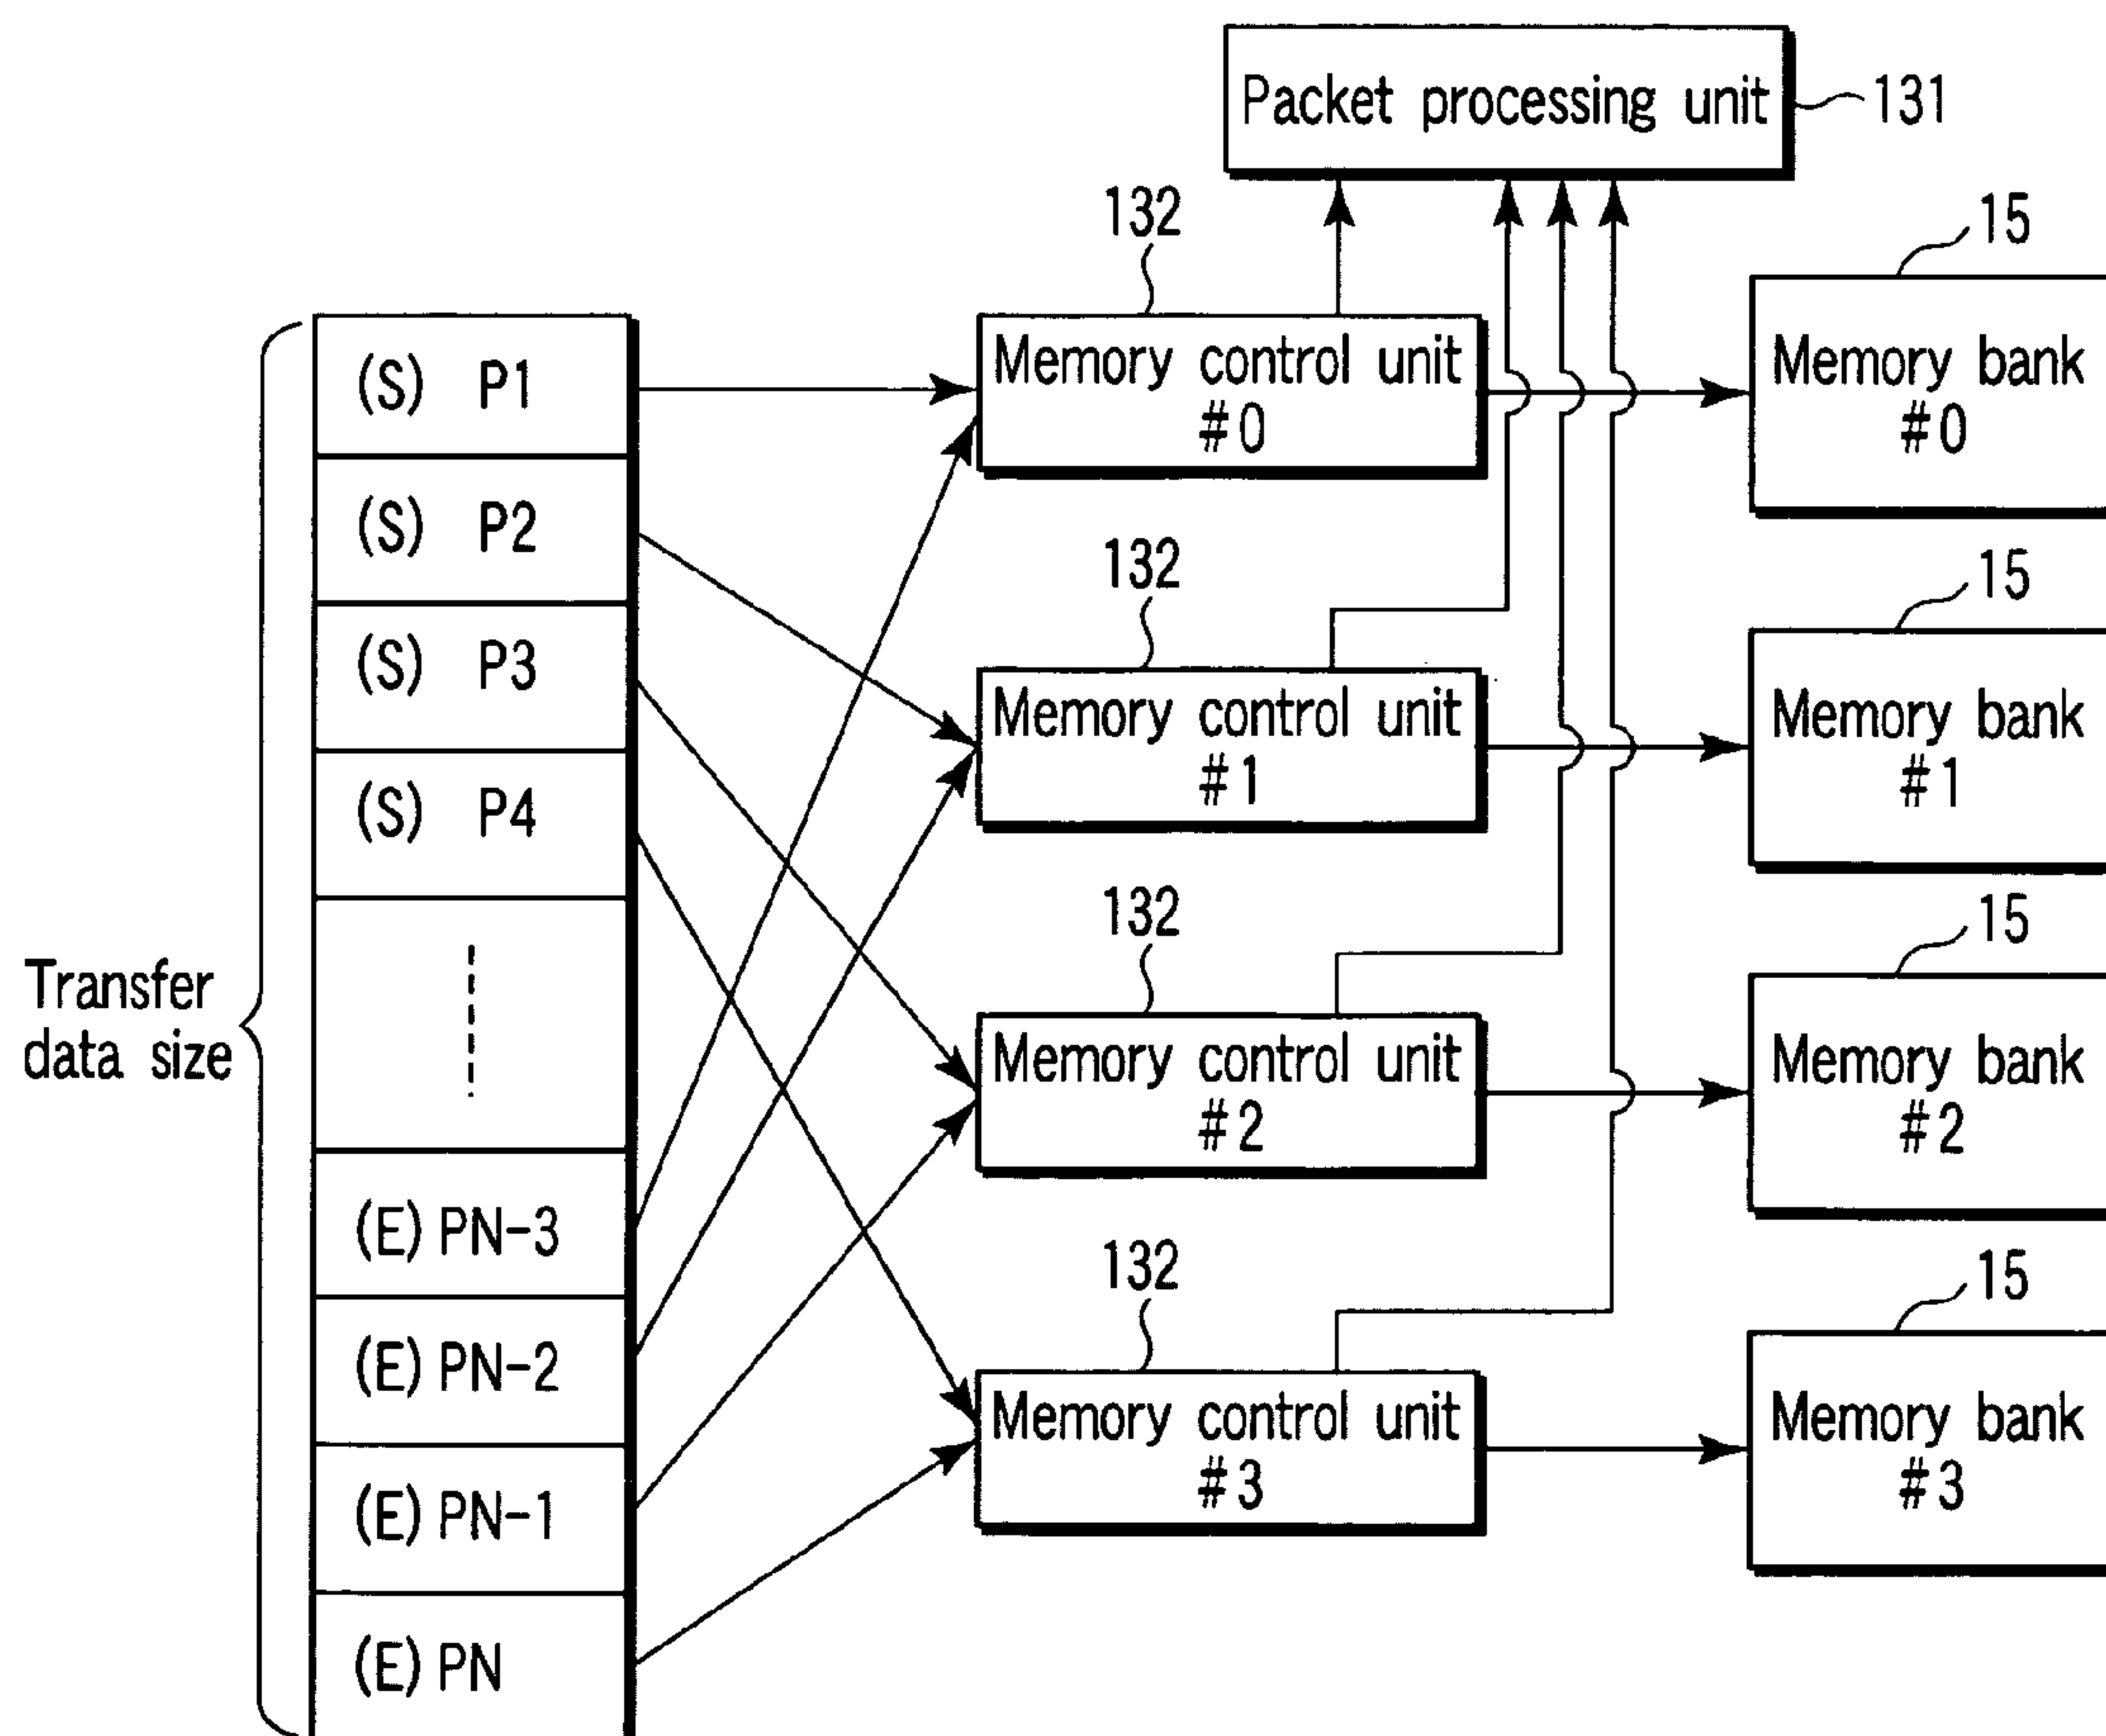 Packet processing unit
131
132
15
(S) P1
Memory control unit
#0
Memory bank
#0
(S) P2
132
15
(S) P3
Memory control unit
#1
Memory bank
#1
(S) P4
132
15
Transfer
data size
Memory control unit
#2
Memory bank
#2
(E) PN-3
132
15
(E) PN-2
Memory control unit
#3
Memory bank
#3
(E) PN-1
(E) PN